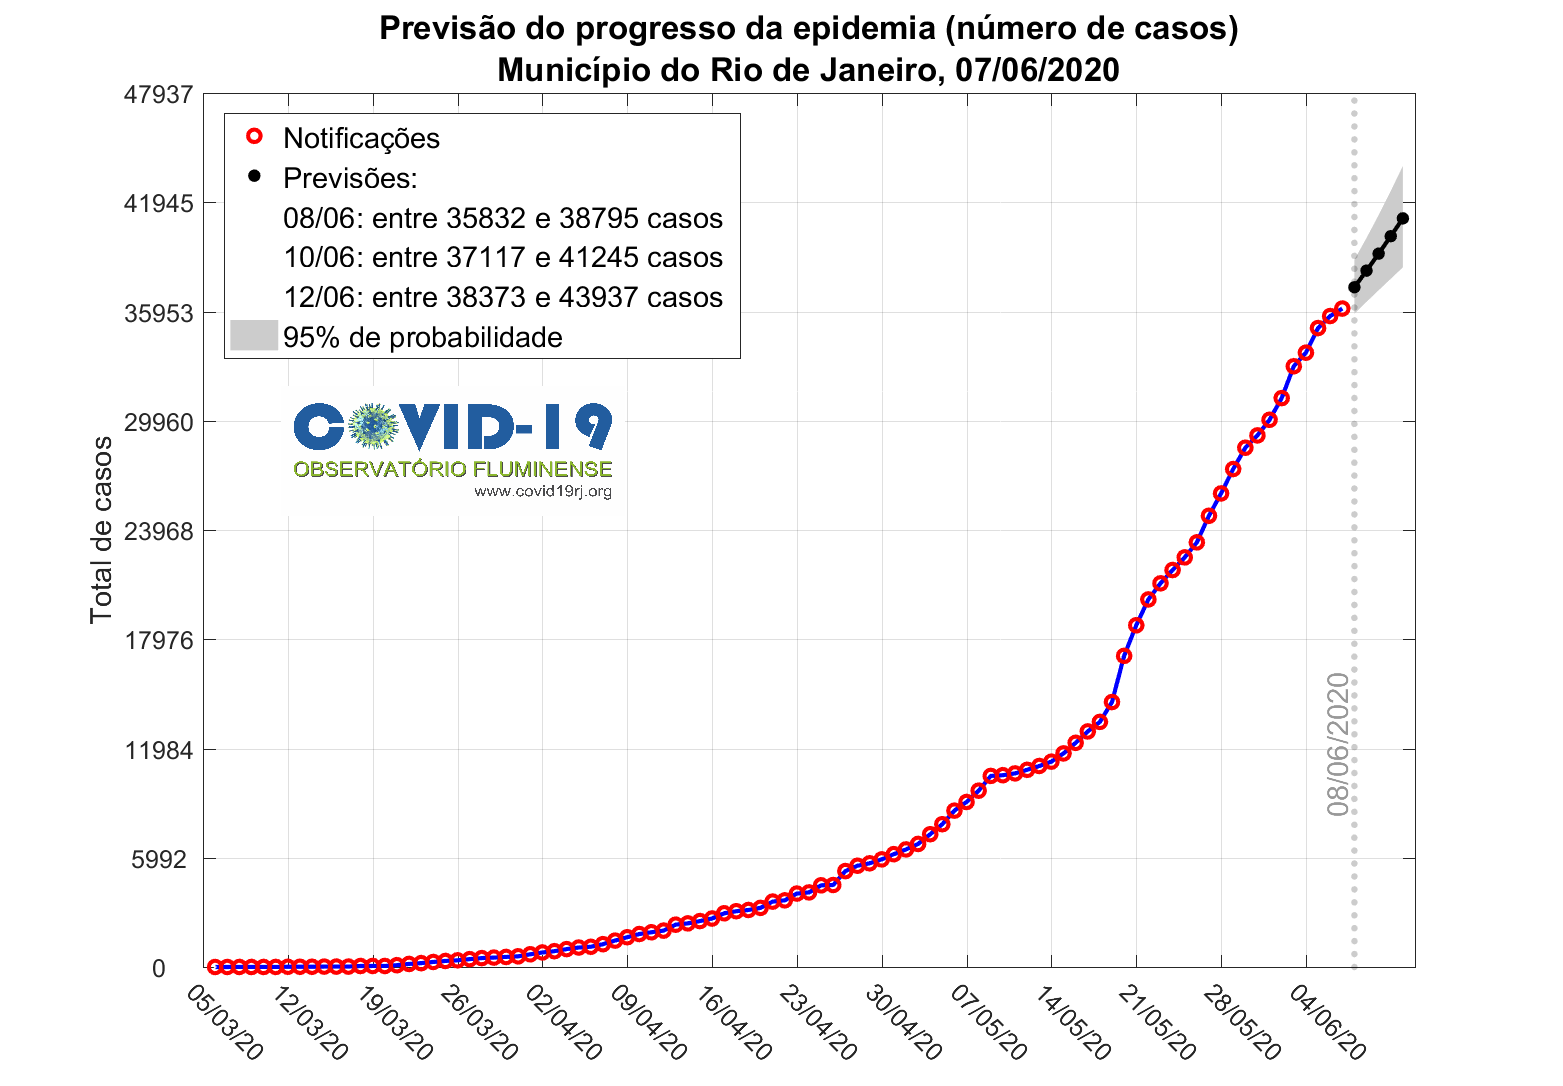 Previsão do progresso da epidemia (número de casos)
Município do Rio de Janeiro, 07/06/2020
47937
41945
35953
29960
23968
17976
11984
5992
0
Total de casos
Notificações
Previsões:
08/06: entre 35832 e 38795 casos
10/06: entre 37117 e 41245 casos
12/06: entre 38373 e 43937 casos
95% de probabilidade
COVID-19
OBSERVATÓRIO FLUMINENSE
www.covid19rj.org
08/06/2020
05/03/20
12/03/20
19/03/20
26/03/20
02/04/20
09/04/20
16/04/20
23/04/20
30/04/20
07/05/20
14/05/20
21/05/20
28/05/20
04/06/20